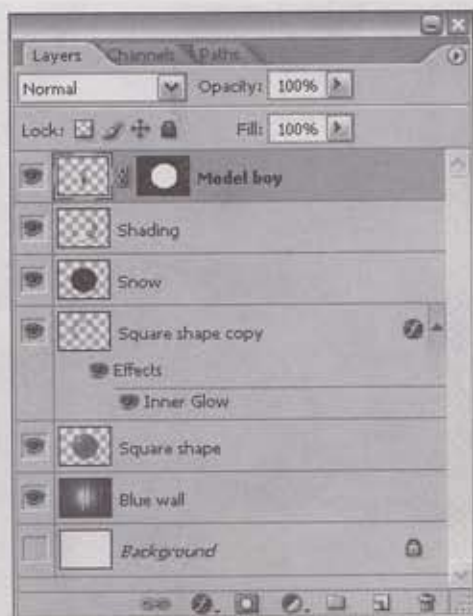 Layers Channels Paths
Normal Opacity: 100%
Lock: Fill: 100%
Model boy
Shading
Snow
Square shape copy
Effects
Inner Glow
Square shape
Blue wall
Background